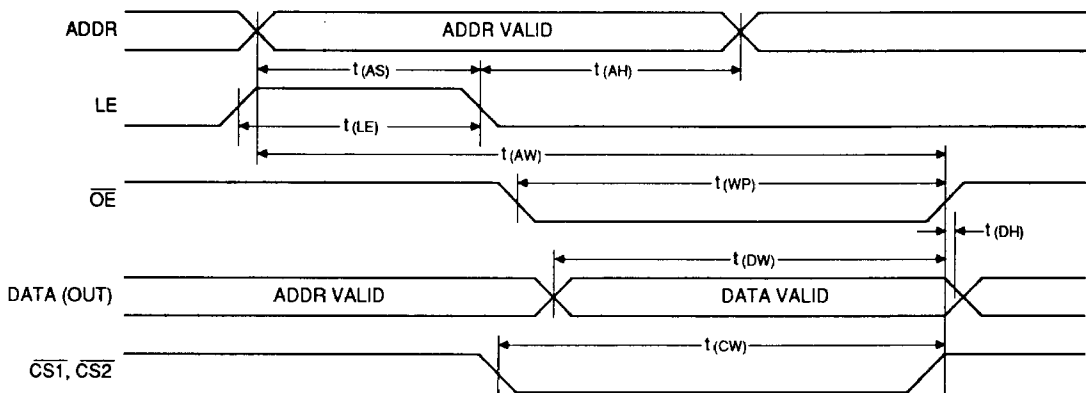 ADDR
ADDR VALID
t(AS)
t(AH)
LE
t(LE)
t(AW)
t(WP)
OE
t(DH)
t(DW)
DATA (OUT)
ADDR VALID
DATA VALID
t(CW)
CS1, CS2